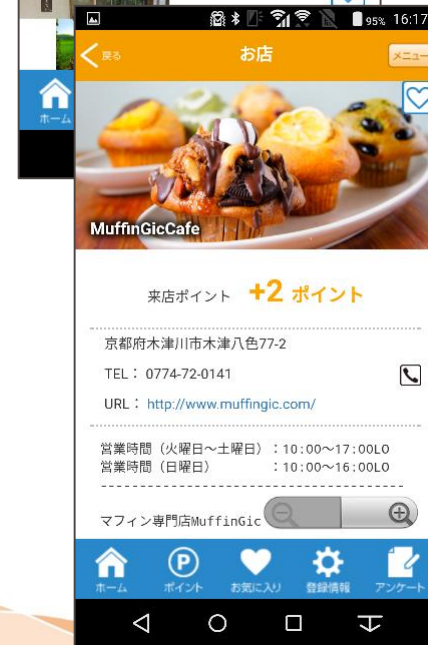 95% 16:17
戻る
お店
メニュー
MuffinGicCafe
来店ポイント +2 ポイント
京都府木津川市木津八色77-2
TEL： 0774-72-0141
URL： http://www.muffingic.com/
営業時間（火曜日～土曜日）：10:00～17:00LO
営業時間（日曜日） ：10:00～16:00LO
マフィン専門店MuffinGic
ホーム
ホーム
ポイント
お気に入り
登録情報
アンケート